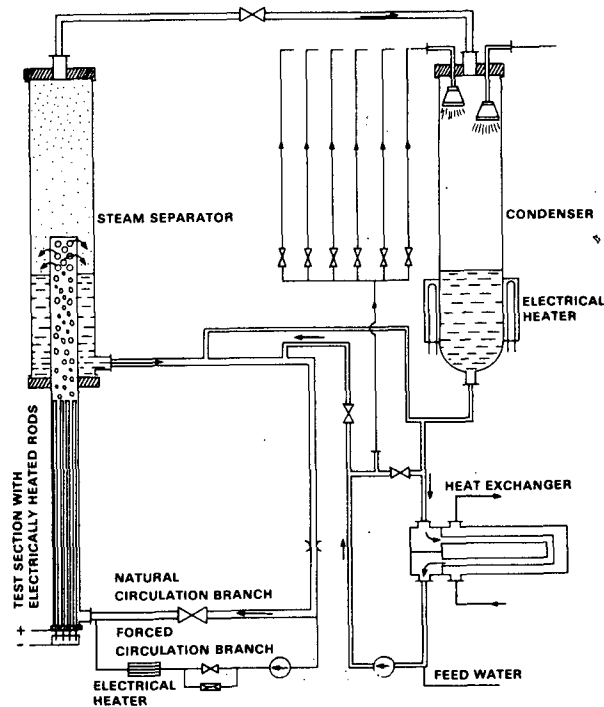 STEAM SEPARATOR
CONDENSER
ELECTRICAL
HEATER
TEST SECTION WITH
ELECTRICALLY HEATED RODS
HEAT EXCHANGER
NATURAL
CIRCULATION BRANCH
FORCED
CIRCULATION BRANCH
+
-
ELECTRICAL
HEATER
FEED WATER